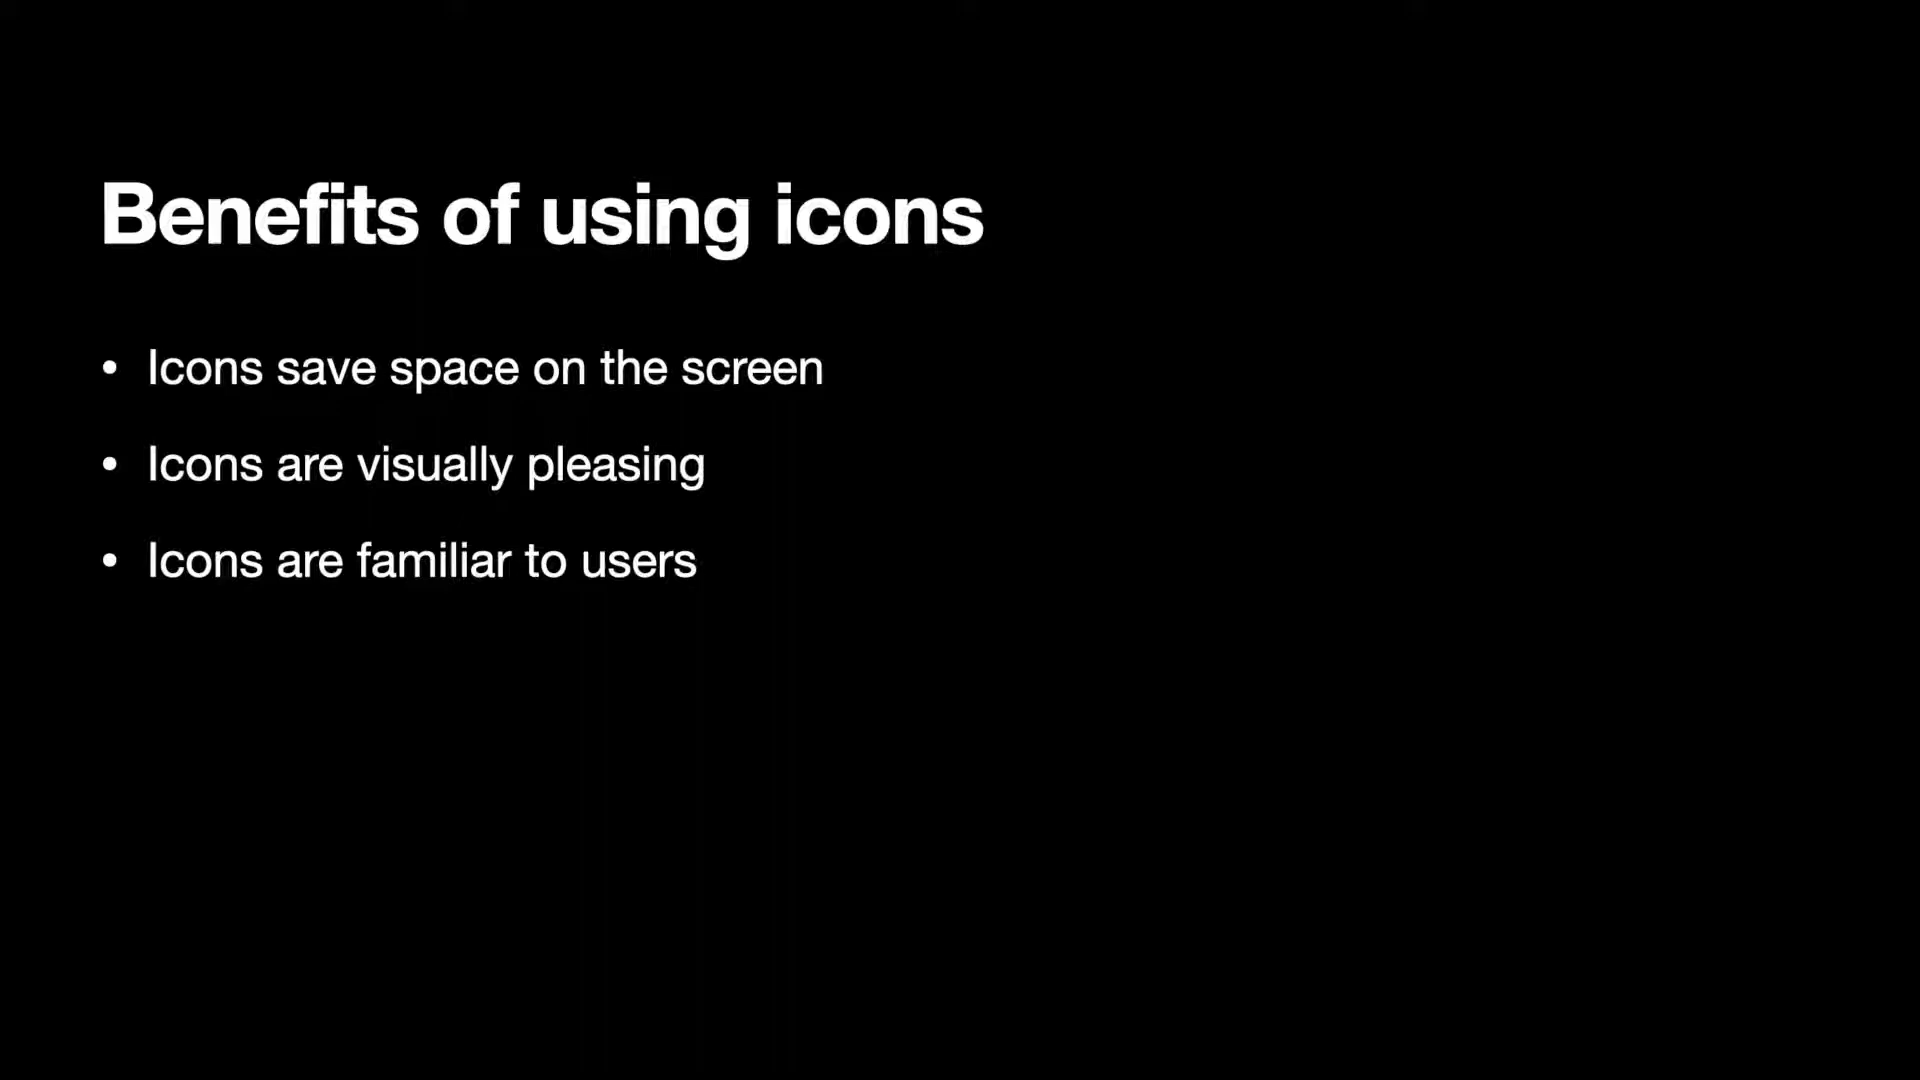 Benefits of using icons
• Icons save space on the screen
• Icons are visually pleasing
• Icons are familiar to users